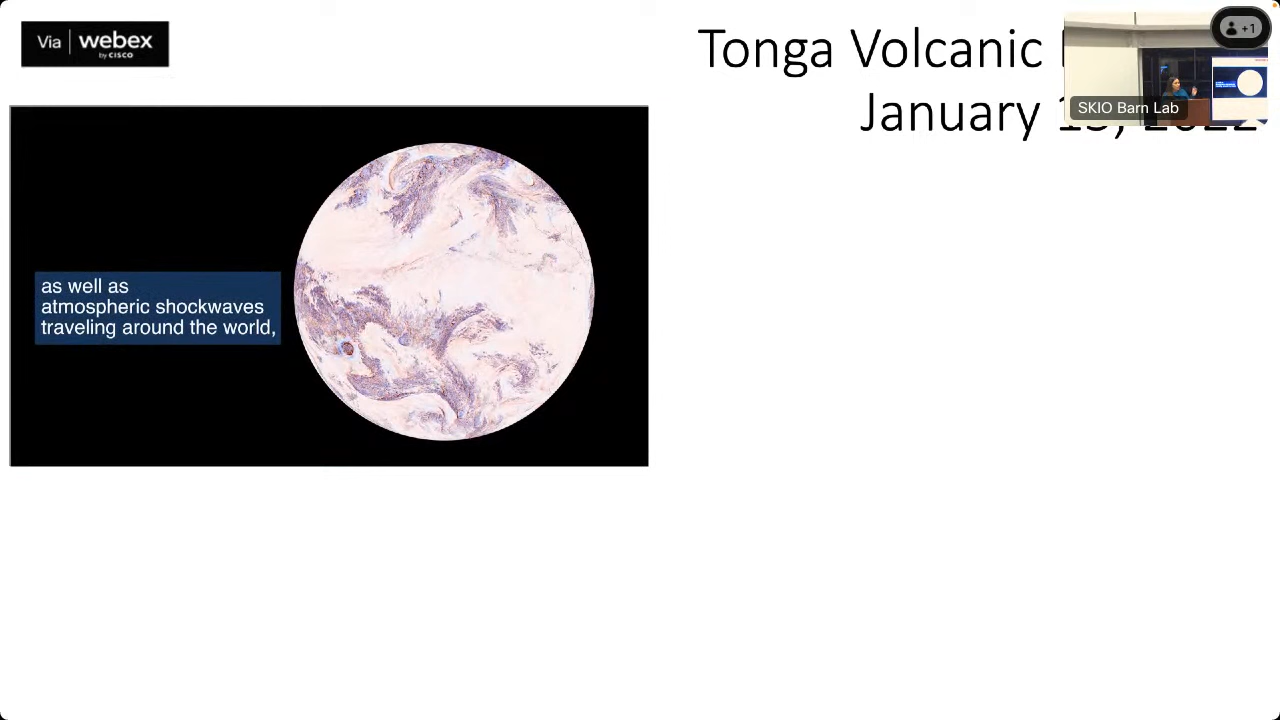 Via webex
by CISCO
Tonga Volcanic
January
SKIO Barn Lab
+1
as well as
atmospheric shockwaves
traveling around the world,